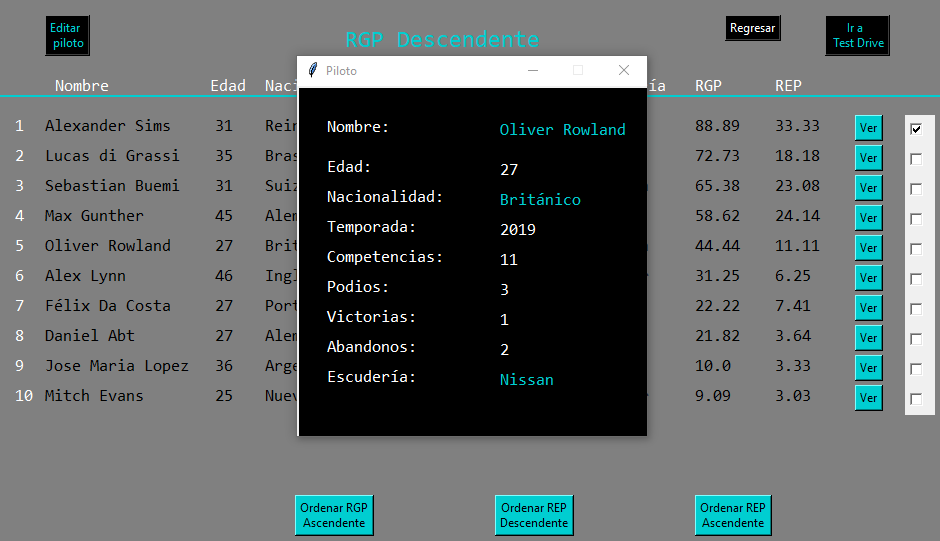 Editar
piloto
RGP Descendente
Regresar
Ir a
Test Drive
Nombre Edad Naci ía RGP REP
1 Alexander Sims 31 Rein 88.89 33.33 Ver
2 Lucas di Grassi 35 Bras 72.73 18.18 Ver
3 Sebastian Buemi 31 Suiz 65.38 23.08 Ver
4 Max Gunther 45 Alem 58.62 24.14 Ver
5 Oliver Rowland 27 Brit 44.44 11.11 Ver
6 Alex Lynn 46 Ingl 31.25 6.25 Ver
7 Félix Da Costa 27 Port 22.22 7.41 Ver
8 Daniel Abt 27 Alem 21.82 3.64 Ver
9 Jose Maria Lopez 36 Arge 10.0 3.33 Ver
10 Mitch Evans 25 Nuev 9.09 3.03 Ver
Piloto
Nombre: Oliver Rowland
Edad: 27
Nacionalidad: Británico
Temporada: 2019
Competencias: 11
Podios: 3
Victorias: 1
Abandonos: 2
Escudería: Nissan
Ordenar RGP
Ascendente
Ordenar REP
Descendente
Ordenar REP
Ascendente